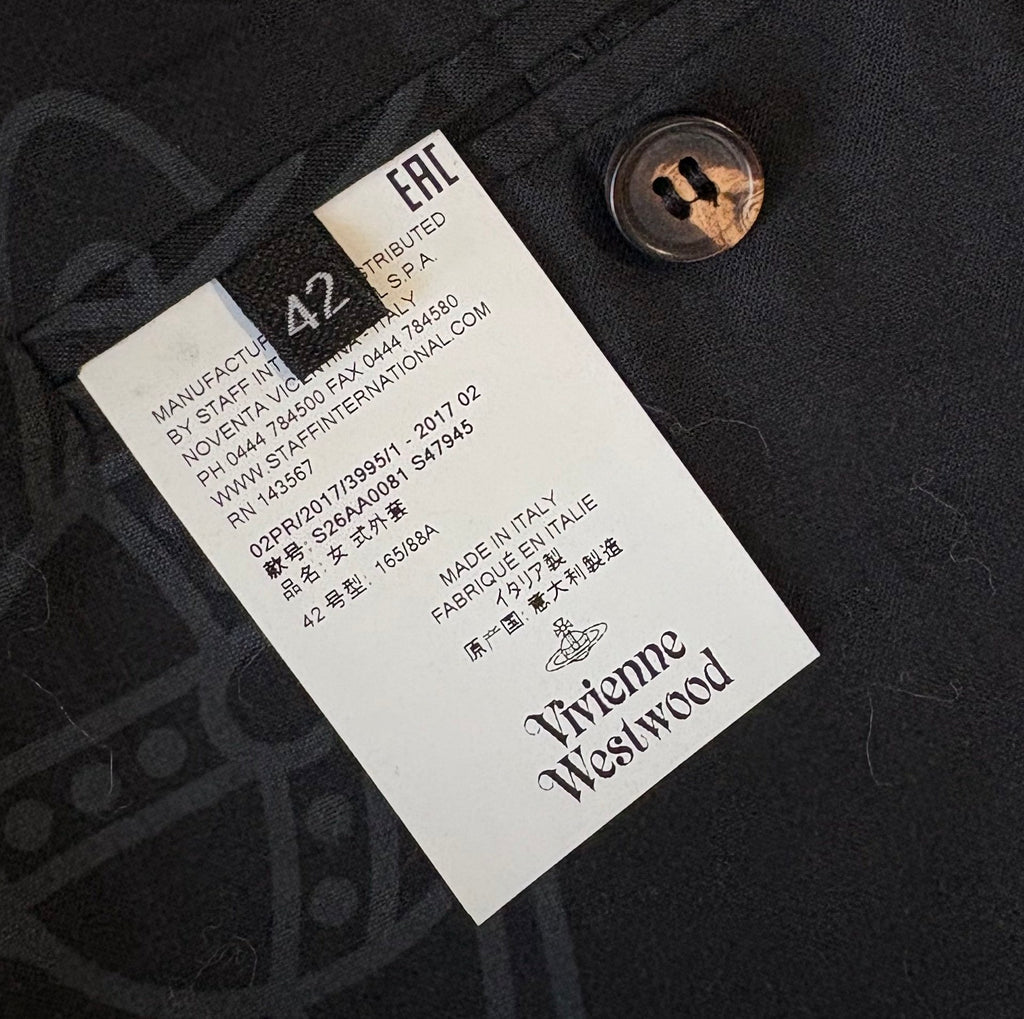 EAC
42
MANUFACTUR STRIBUTED
BY STAFF INT L S.P.A.
NOVENTA VICENTINA - ITALY
PH 0444 784500 FAX 0444 784580
WWW.STAFFINTERNATIONAL.COM
RN 143567
02PR/2017/3995/1 - 2017 02
款号: S26AA0081 S47945
品名: 女式外套
42 号型: 165/88A
MADE IN ITALY
FABRIQUÉ EN ITALIE
イタリア製
原产国: 意大利製造
Vivienne
Westwood